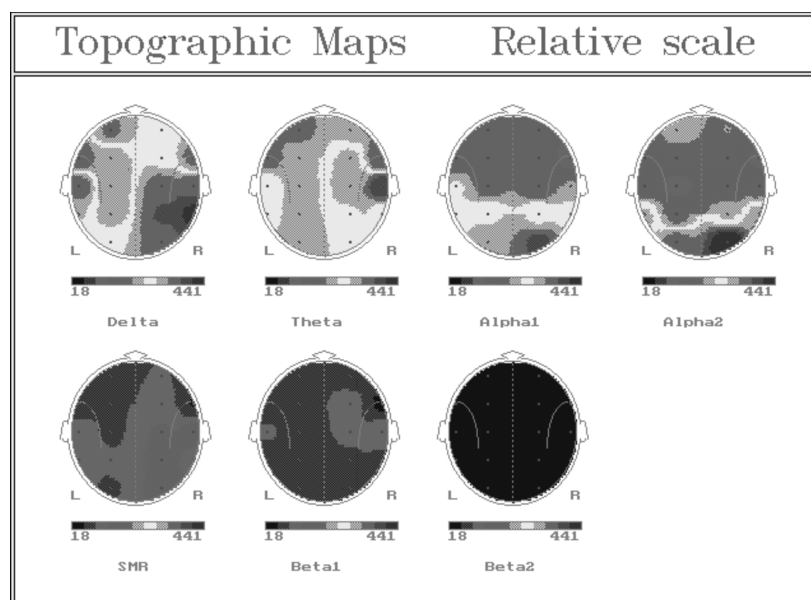 Topographic Maps Relative scale
L R L R L R L R
18 441 18 441 18 441 18 441
Delta Theta Alpha1 Alpha2
L R L R L R
18 441 18 441 18 441
SMR Beta1 Beta2